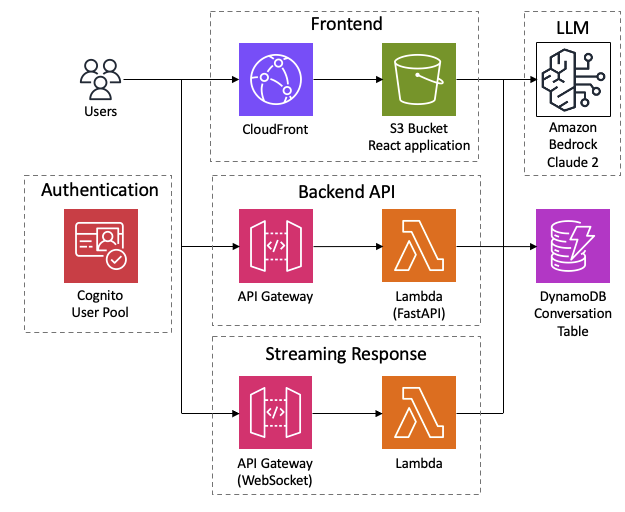 Frontend
LLM
Users
CloudFront
S3 Bucket
React application
Amazon
Bedrock
Claude 2
Authentication
Cognito
User Pool
Backend API
</>
API Gateway
Lambda
(FastAPI)
DynamoDB
Conversation
Table
Streaming Response
</>
API Gateway
(WebSocket)
Lambda